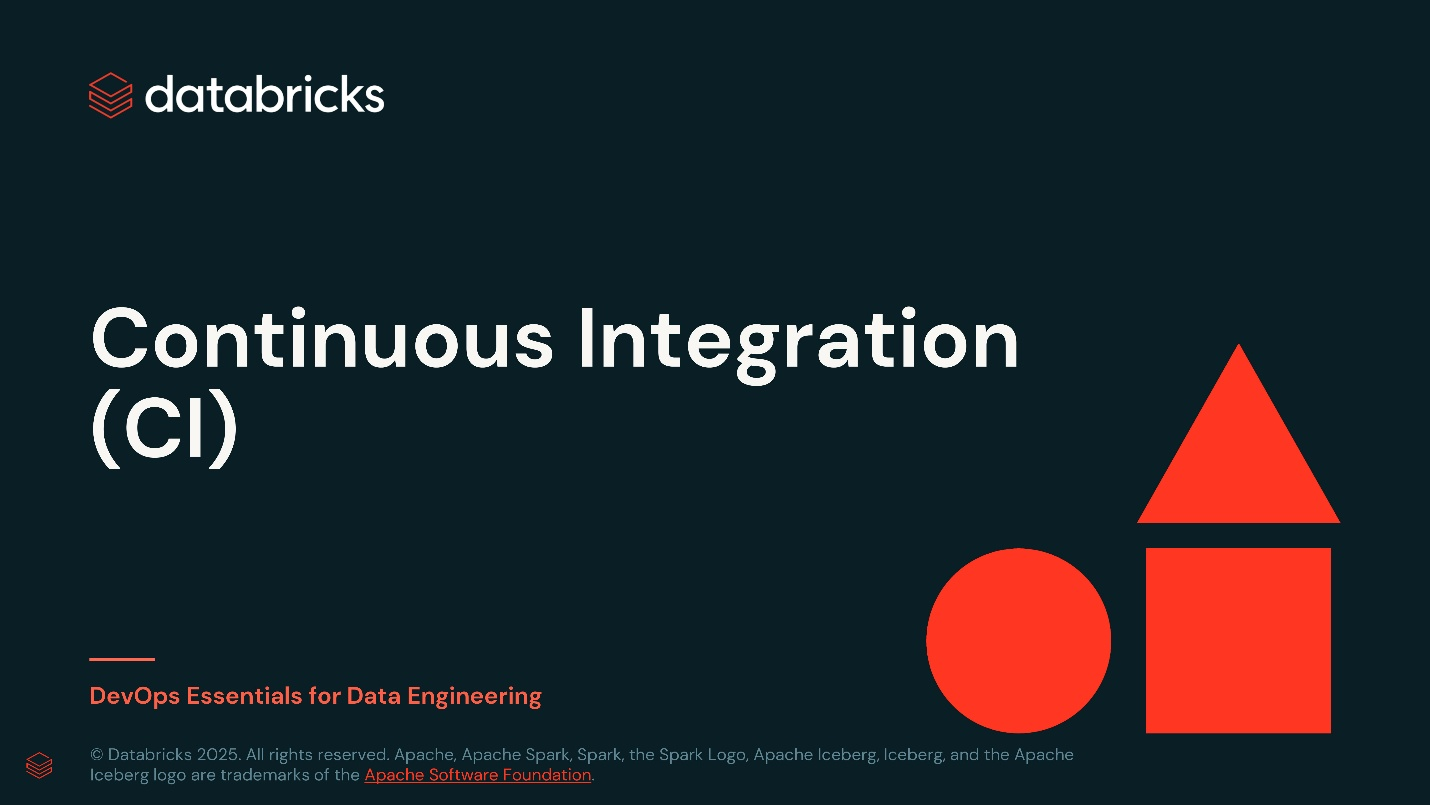 databricks
Continuous Integration
(CI)
DevOps Essentials for Data Engineering
© Databricks 2025. All rights reserved. Apache, Apache Spark, Spark, the Spark Logo, Apache Iceberg, Iceberg, and the Apache
Iceberg logo are trademarks of the Apache Software Foundation.